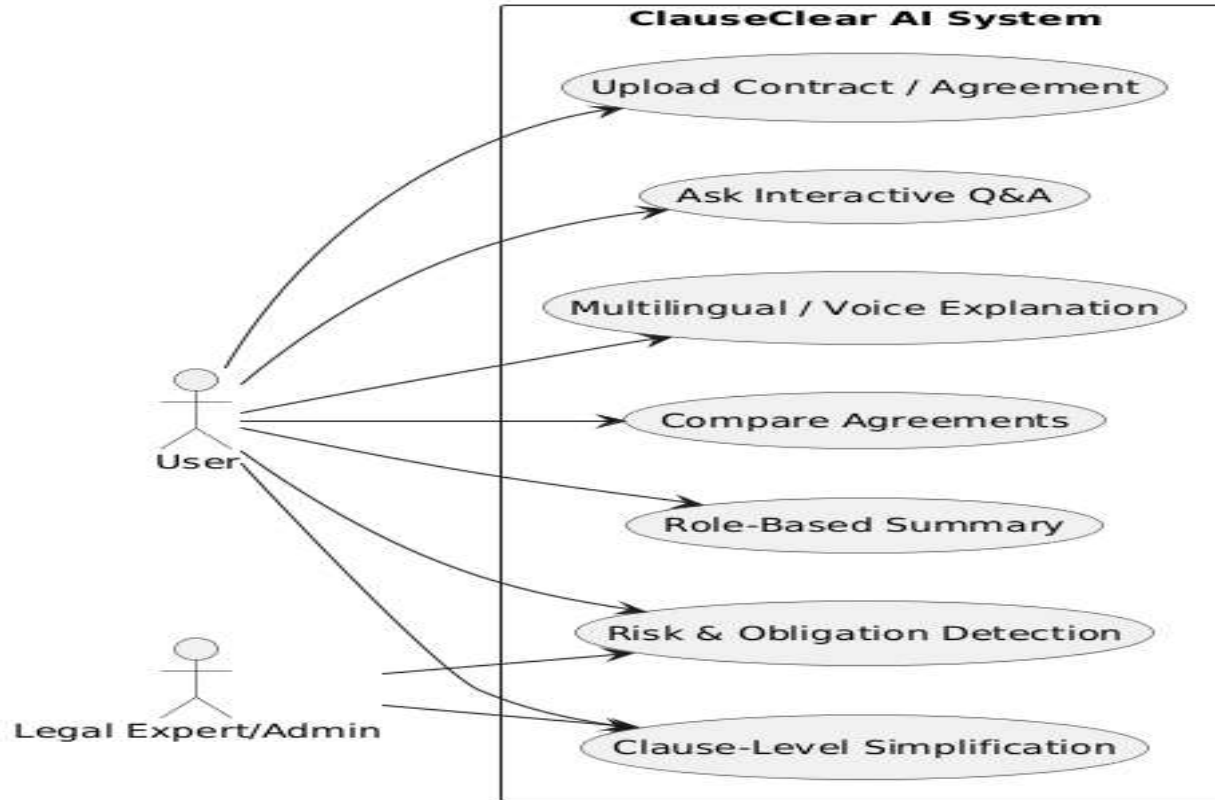 ClauseClear AI System
Upload Contract / Agreement
Ask Interactive Q&A
Multilingual / Voice Explanation
Compare Agreements
User
Role-Based Summary
Risk & Obligation Detection
Legal Expert/Admin
Clause-Level Simplification